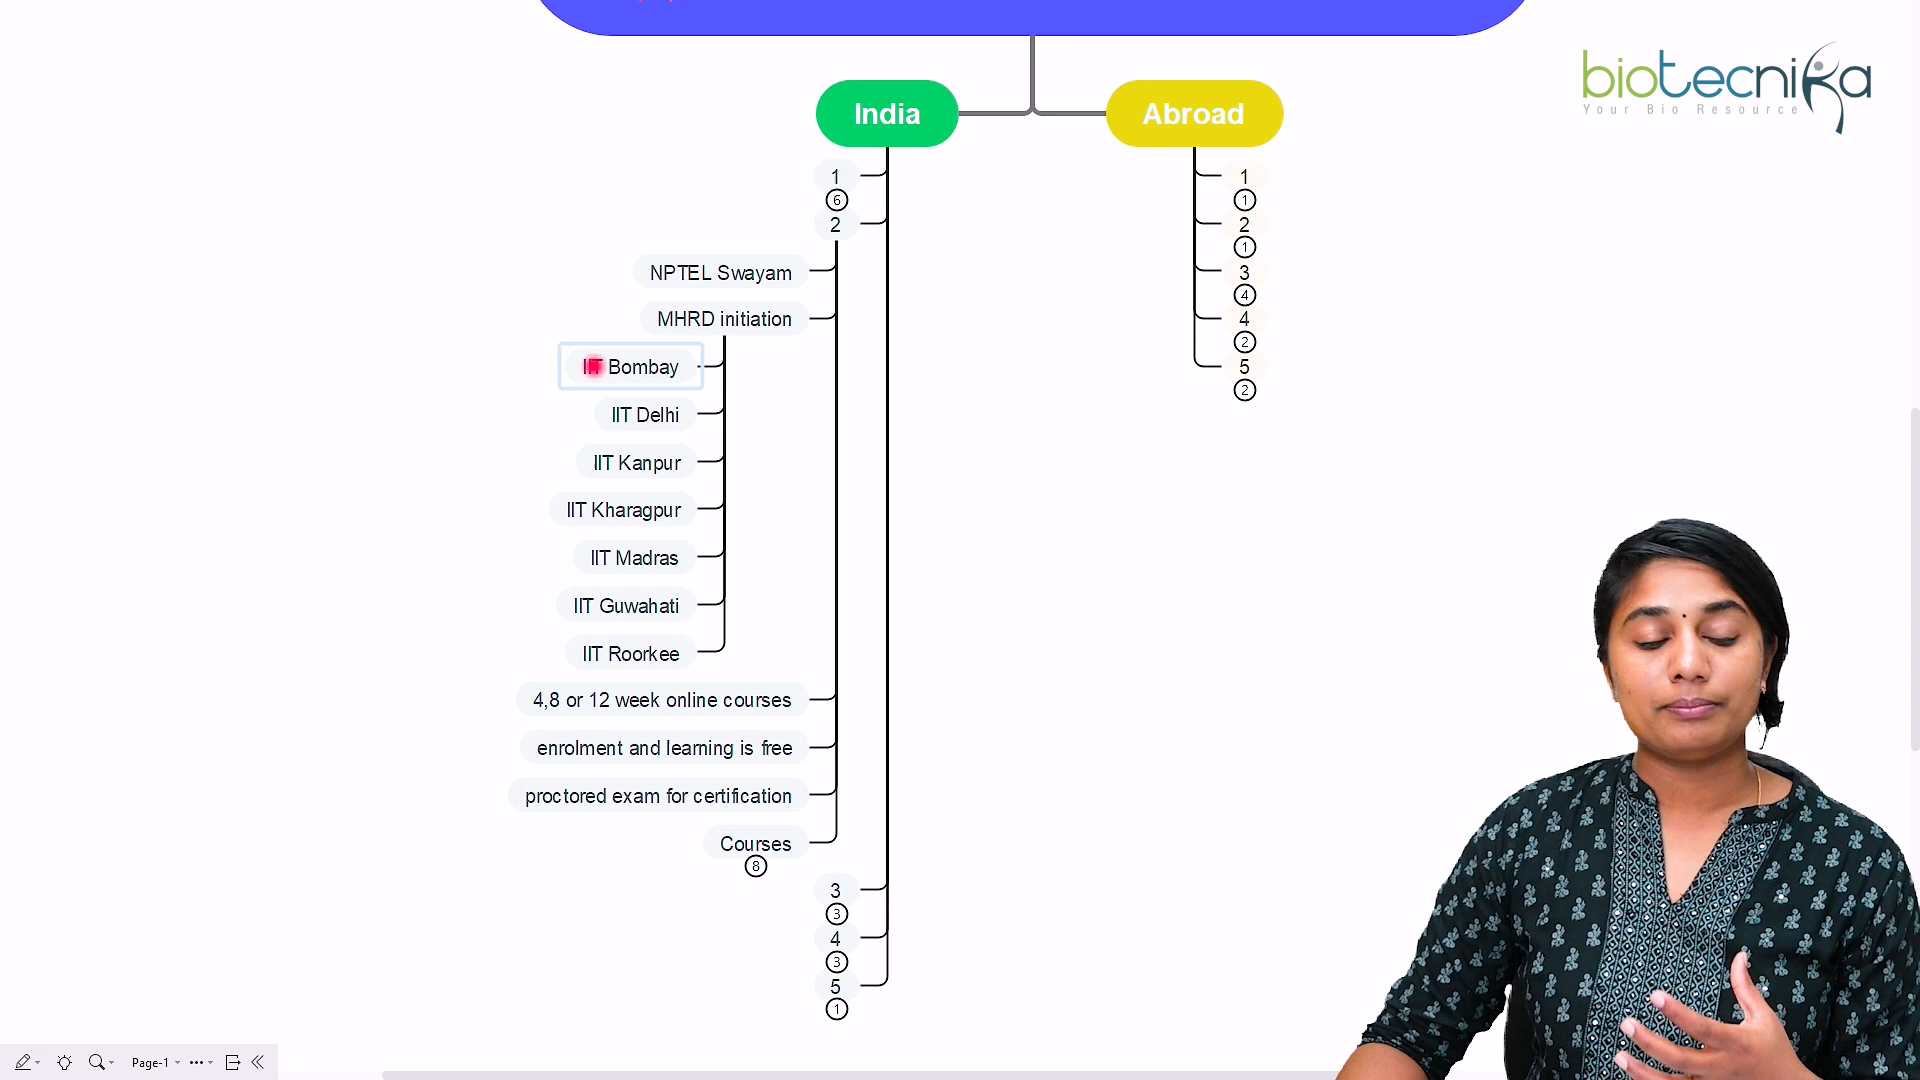 biotecnika
Your Bio Resource
India
Abroad
1
6
2
NPTEL Swayam
MHRD initiation
IIT Bombay
IIT Delhi
IIT Kanpur
IIT Kharagpur
IIT Madras
IIT Guwahati
IIT Roorkee
4,8 or 12 week online courses
enrolment and learning is free
proctored exam for certification
Courses
8
3
3
4
3
5
1
1
1
2
1
3
4
4
2
5
2
Page-1